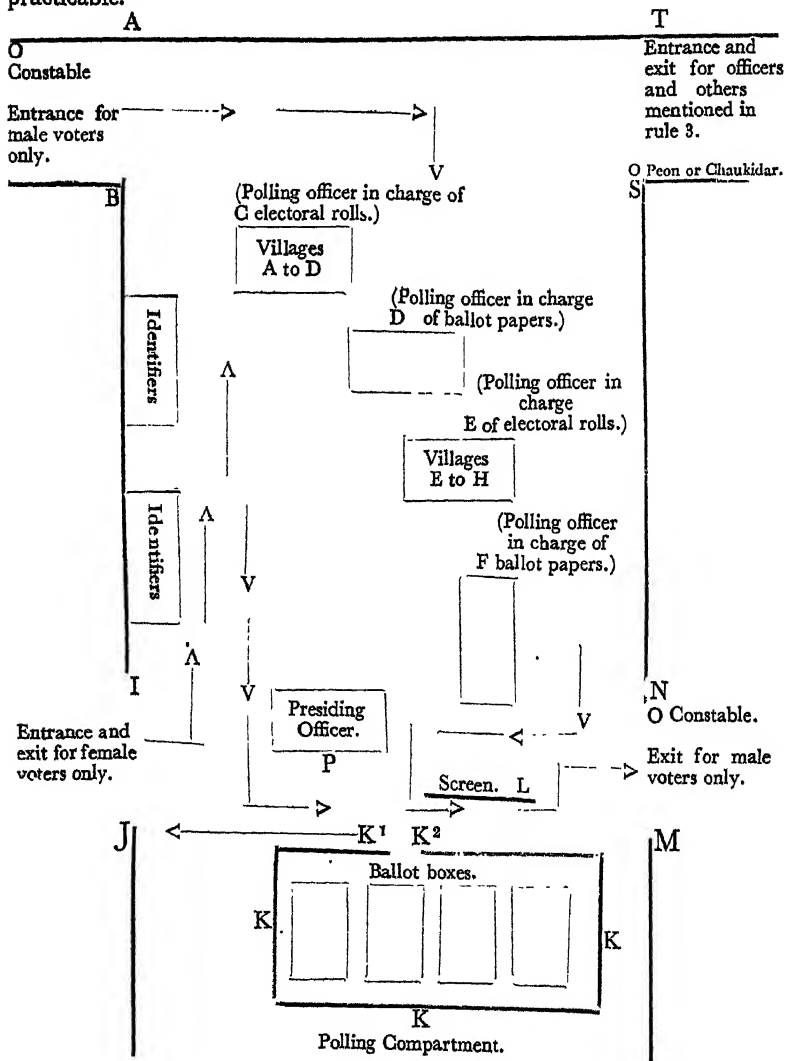 practicable.
A
T
O
Constable
Entrance and
exit for officers
and others
mentioned in
rule 3.
Entrance for
male voters
only.
O Peon or Chaukidar.
B
S
(Polling officer in charge of
C electoral rolls.)
Villages
A to D
Identifiers
(Polling officer in charge
D of ballot papers.)
(Polling officer in
charge
E of electoral rolls.)
Villages
E to H
Identifiers
(Polling officer
in charge of
F ballot papers.)
I
N
O Constable.
Entrance and
exit for female
voters only.
Presiding
Officer.
P
Exit for male
voters only.
Screen. L
J
K¹ K²
M
Ballot boxes.
K
K
K
Polling Compartment.